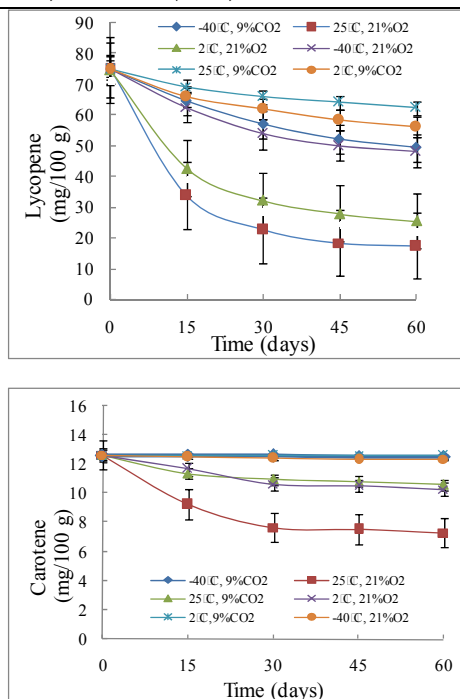 90
80
70
60
50
40
30
20
10
0
Lycopene
(mg/100 g)
-40□C, 9%CO2 25□C, 21%O2
2□C, 21%O2 -40□C, 21%O2
25□C, 9%CO2 2□C,9%CO2
0 15 30 45 60
Time (days)
16
14
12
10
8
6
4
2
0
Carotene
(mg/100 g)
-40□C, 9%CO2 25□C, 21%O2
25□C, 9%CO2 2□C, 21%O2
2□C,9%CO2 -40□C, 21%O2
0 15 30 45 60
Time (days)